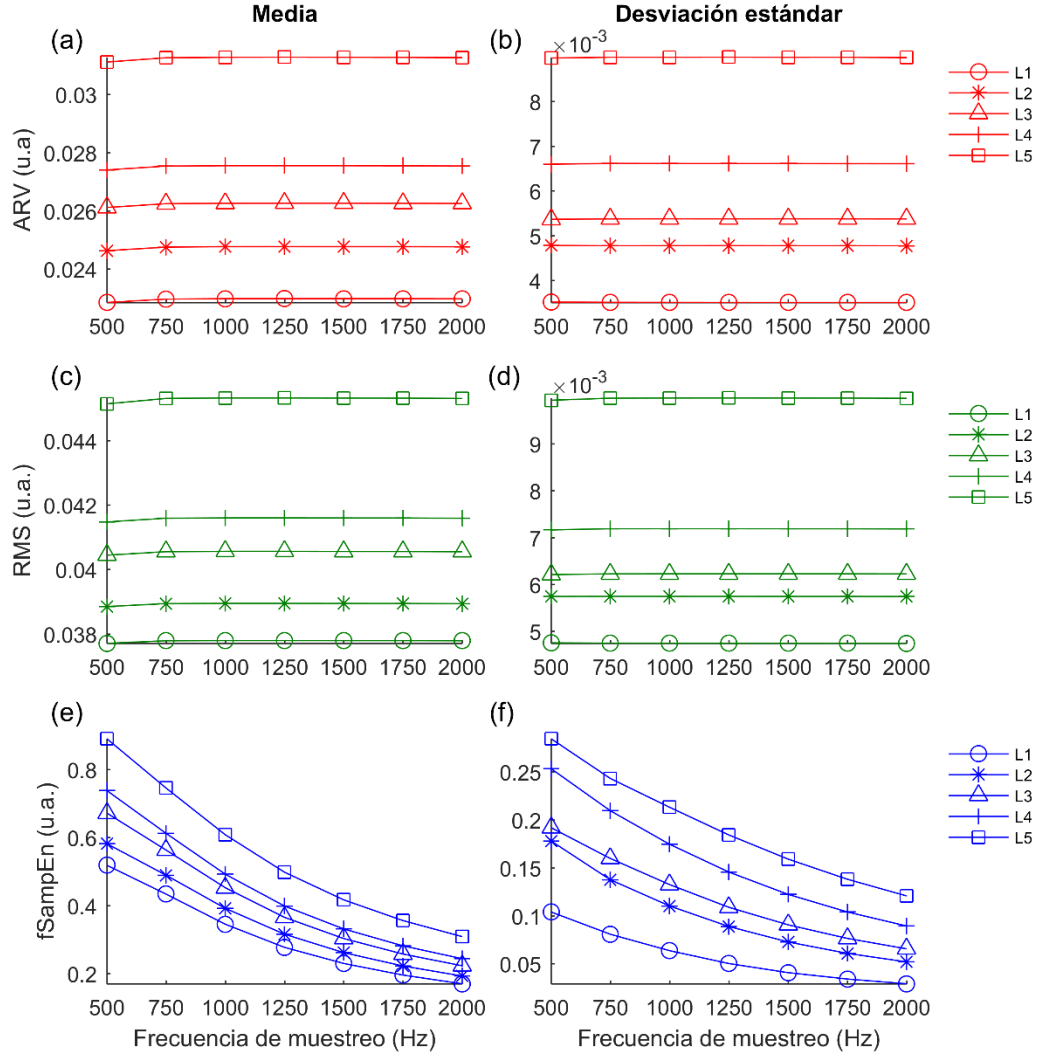 Media
Desviación estándar
(a)
ARV (u.a)
0.03
0.028
0.026
0.024
500 750 1000 1250 1500 1750 2000
(b)
×10-3
8
7
6
5
4
500 750 1000 1250 1500 1750 2000
L1
L2
L3
L4
L5
(c)
RMS (u.a.)
0.044
0.042
0.04
0.038
500 750 1000 1250 1500 1750 2000
(d)
×10-3
9
8
7
6
5
500 750 1000 1250 1500 1750 2000
L1
L2
L3
L4
L5
(e)
fSampEn (u.a.)
0.8
0.6
0.4
0.2
500 750 1000 1250 1500 1750 2000
Frecuencia de muestreo (Hz)
(f)
0.25
0.2
0.15
0.1
0.05
500 750 1000 1250 1500 1750 2000
Frecuencia de muestreo (Hz)
L1
L2
L3
L4
L5